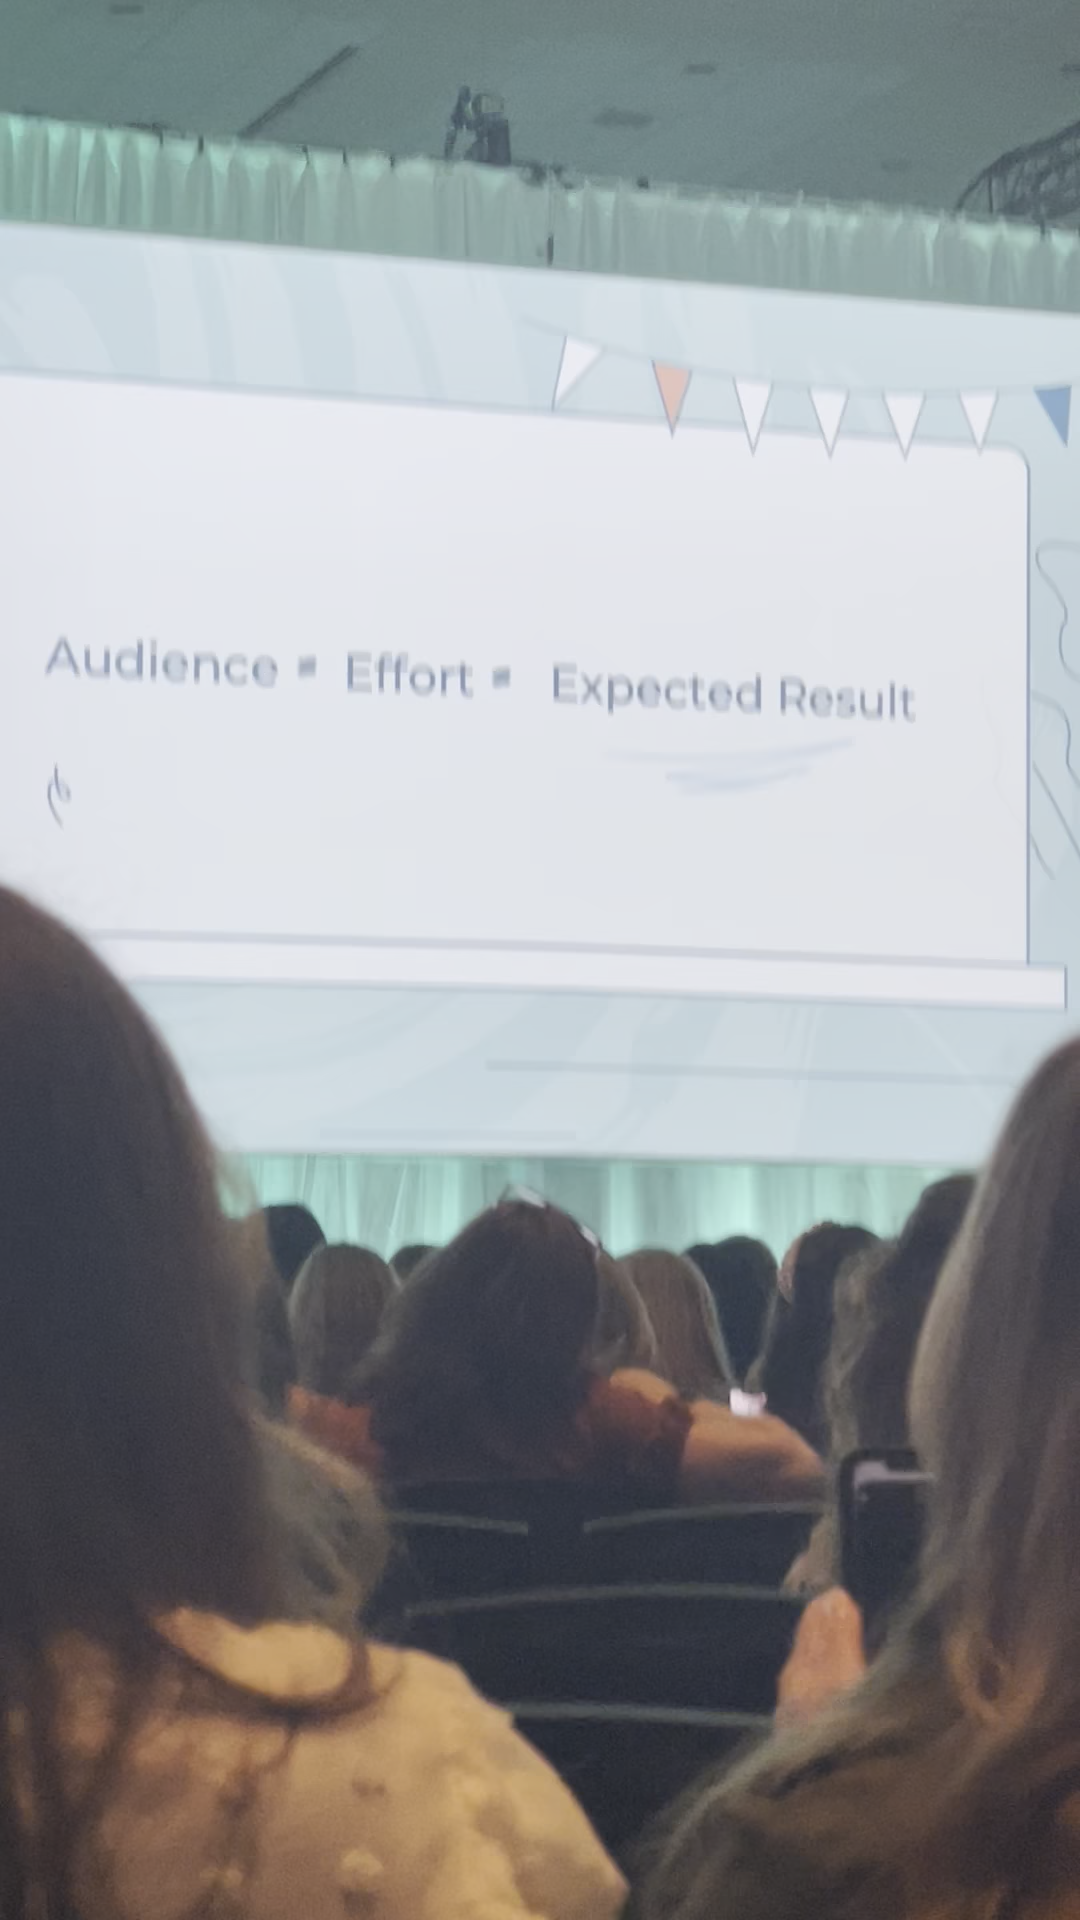 Audience = Effort = Expected Result